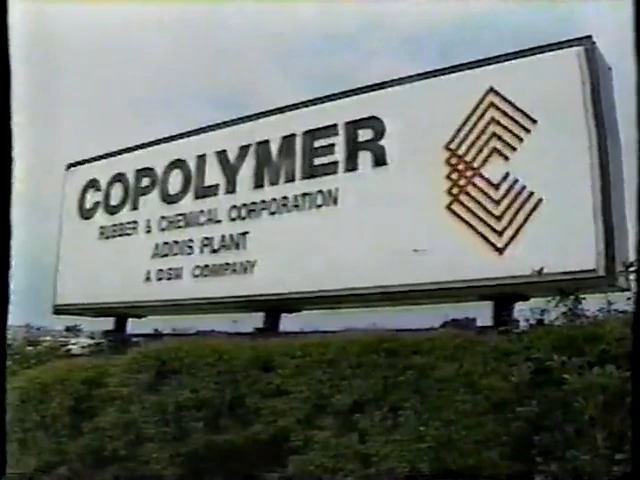 COPOLYMER
RUBBER & CHEMICAL CORPORATION
ADDIS PLANT
A DSM COMPANY